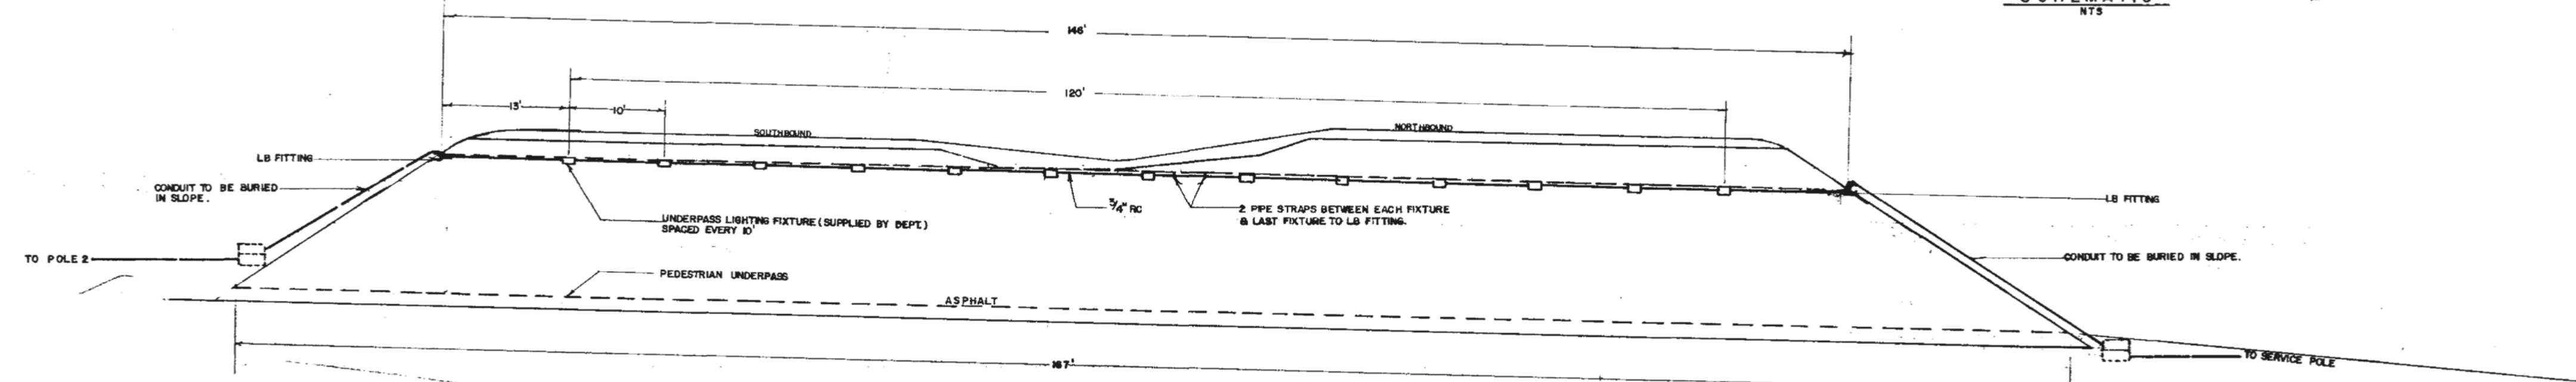 NTS
146'
120'
13'
10'
SOUTHBOUND
NORTHBOUND
LB FITTING
CONDUIT TO BE BURIED
IN SLOPE.
UNDERPASS LIGHTING FIXTURE (SUPPLIED BY DEPT.)
SPACED EVERY 10'
3/4" RC
2 PIPE STRAPS BETWEEN EACH FIXTURE
& LAST FIXTURE TO LB FITTING.
LB FITTING
CONDUIT TO BE BURIED IN SLOPE.
TO POLE 2
PEDESTRIAN UNDERPASS
ASPHALT
TO SERVICE POLE